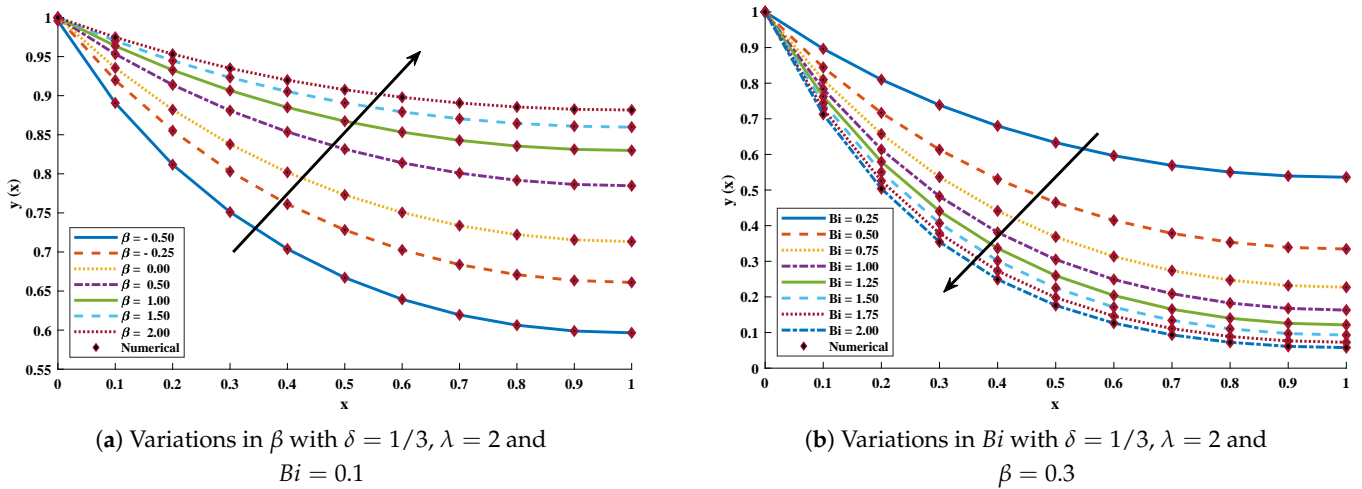 1
0.95
0.9
0.85
0.8
0.75
0.7
0.65
0.6
0.55
y (x)
β = - 0.50
β = - 0.25
β = 0.00
β = 0.50
β = 1.00
β = 1.50
β = 2.00
Numerical
0 0.1 0.2 0.3 0.4 0.5 0.6 0.7 0.8 0.9 1
x
(a) Variations in β with δ = 1/3, λ = 2 and
Bi = 0.1
1
0.9
0.8
0.7
0.6
0.5
0.4
0.3
0.2
0.1
0
y (x)
Bi = 0.25
Bi = 0.50
Bi = 0.75
Bi = 1.00
Bi = 1.25
Bi = 1.50
Bi = 1.75
Bi = 2.00
Numerical
0 0.1 0.2 0.3 0.4 0.5 0.6 0.7 0.8 0.9 1
x
(b) Variations in Bi with δ = 1/3, λ = 2 and
β = 0.3